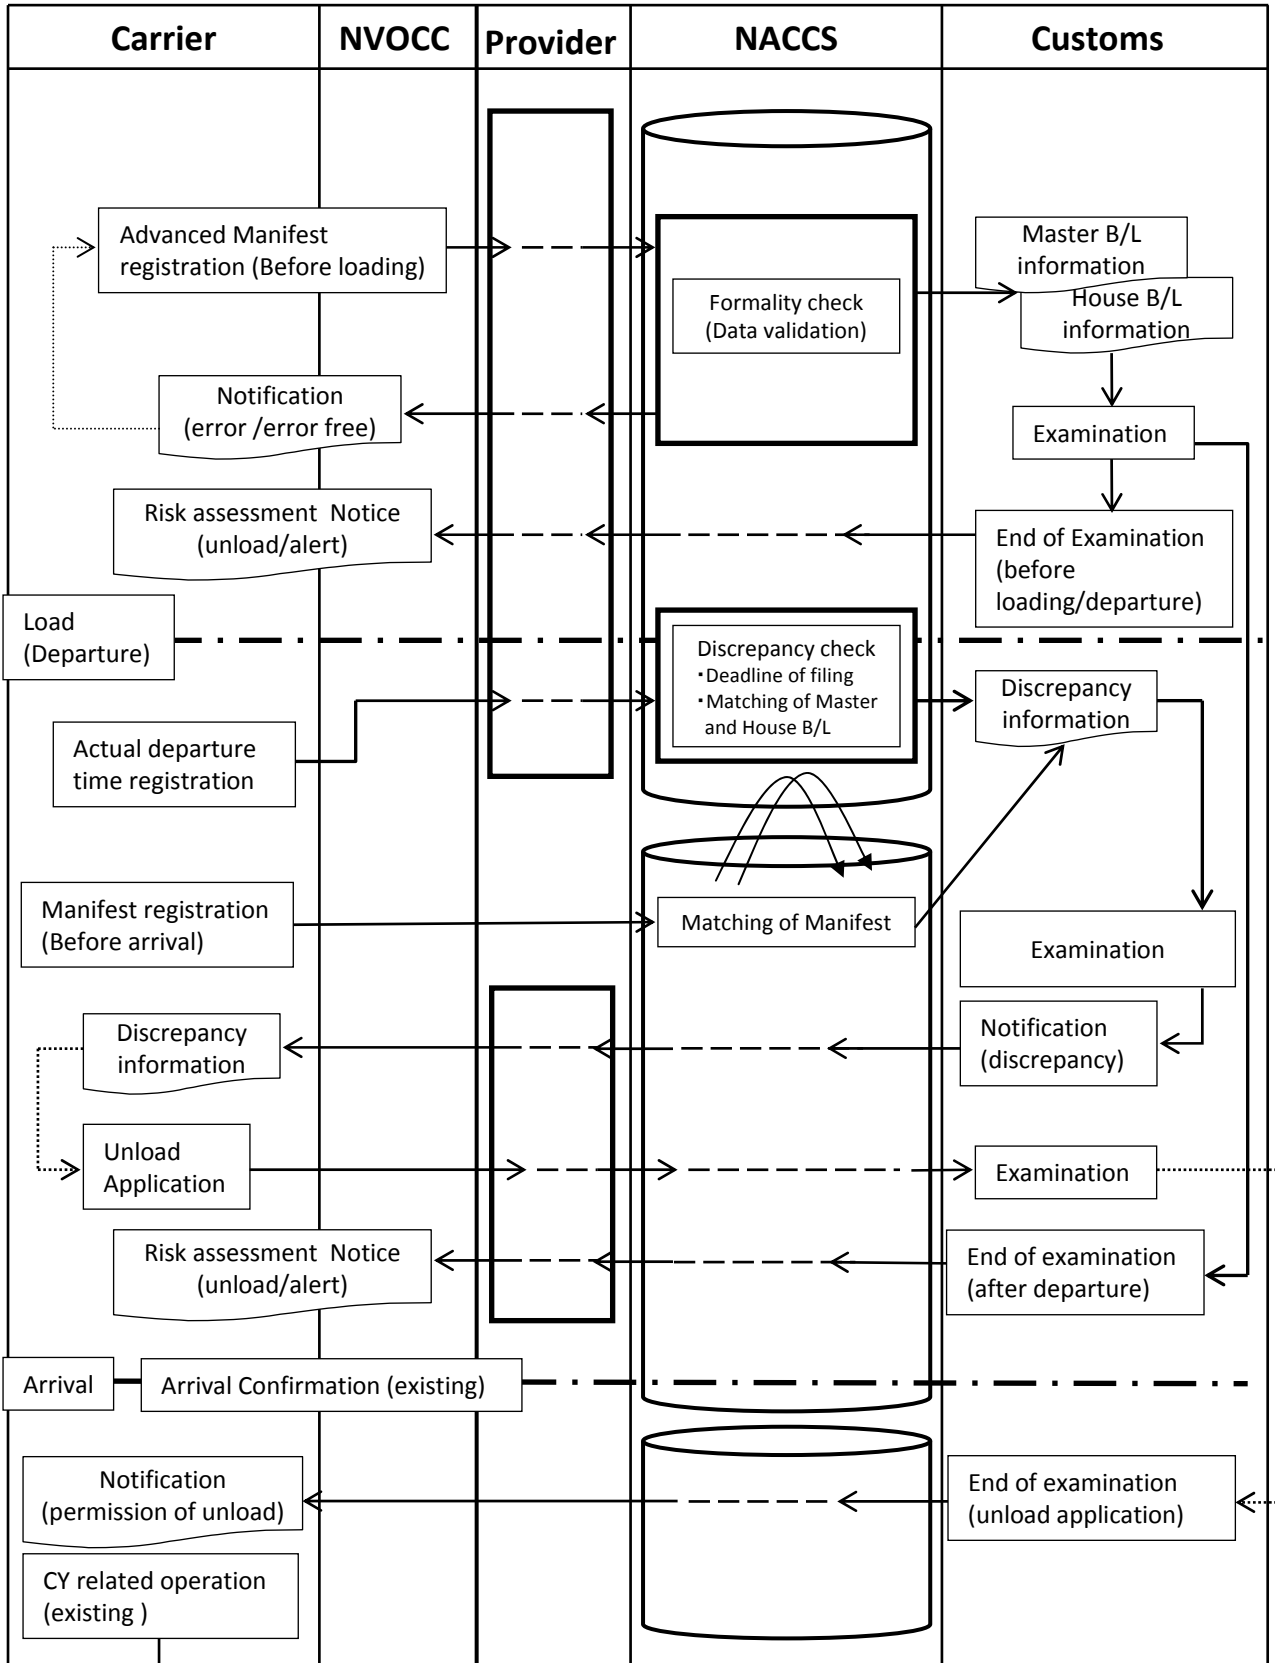 Carrier
NVOCC
Provider
NACCS
Customs
Advanced Manifest
registration (Before loading)
Formality check
(Data validation)
Master B/L
information
House B/L
information
Notification
(error /error free)
Examination
Risk assessment Notice
(unload/alert)
End of Examination
(before
loading/departure)
Load
(Departure)
Discrepancy check
・Deadline of filing
・Matching of Master
and House B/L
Discrepancy
information
Actual departure
time registration
Manifest registration
(Before arrival)
Matching of Manifest
Examination
Discrepancy
information
Notification
(discrepancy)
Unload
Application
Examination
Risk assessment Notice
(unload/alert)
End of examination
(after departure)
Arrival
Arrival Confirmation (existing)
Notification
(permission of unload)
End of examination
(unload application)
CY related operation
(existing )